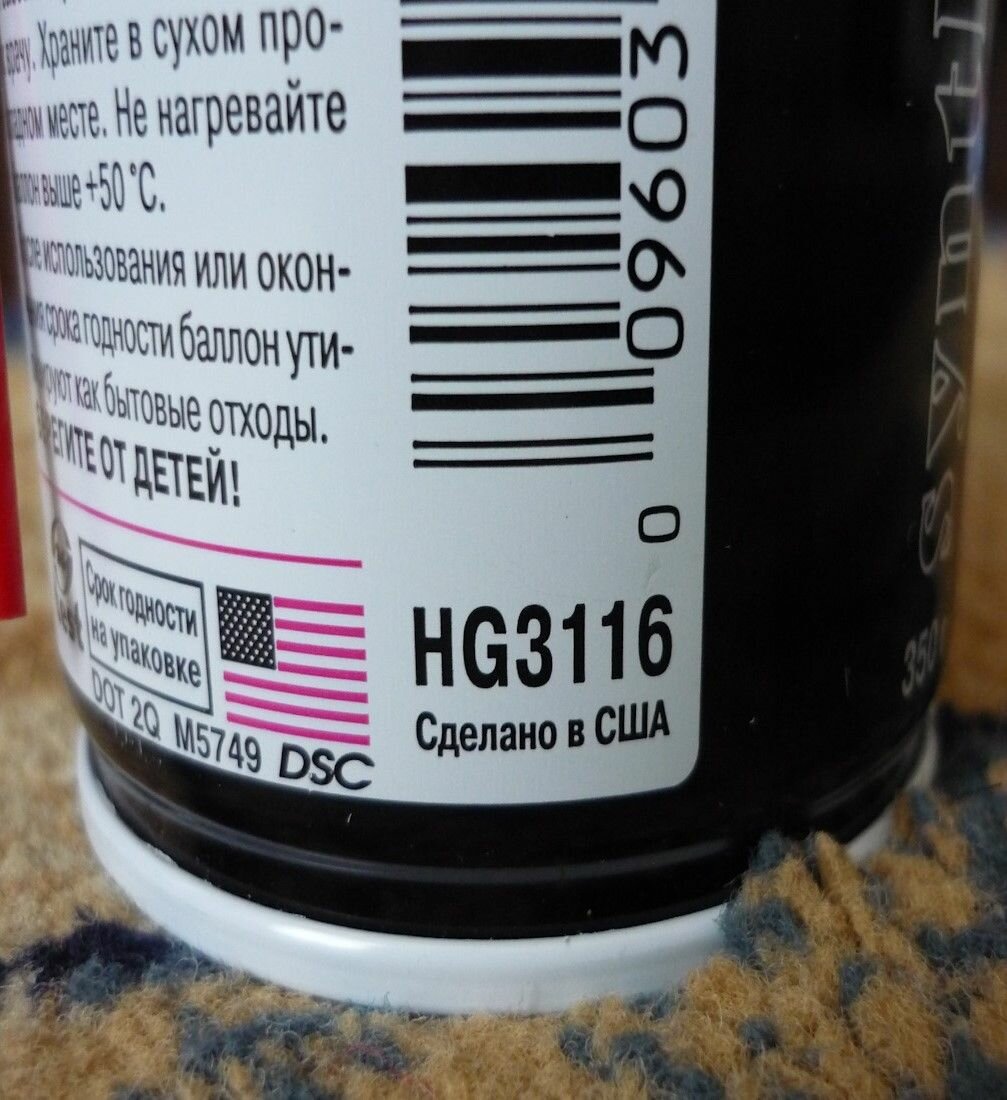 врачу. Храните в сухом про-
месте. Не нагревайте
выше +50 °C.
использования или окон-
срока годности баллон ути-
как бытовые отходы.
ОТ ДЕТЕЙ!
Срок годности
на упаковке
DOT 2Q M5749 DSC
09603
0
HG3116
Сделано в США